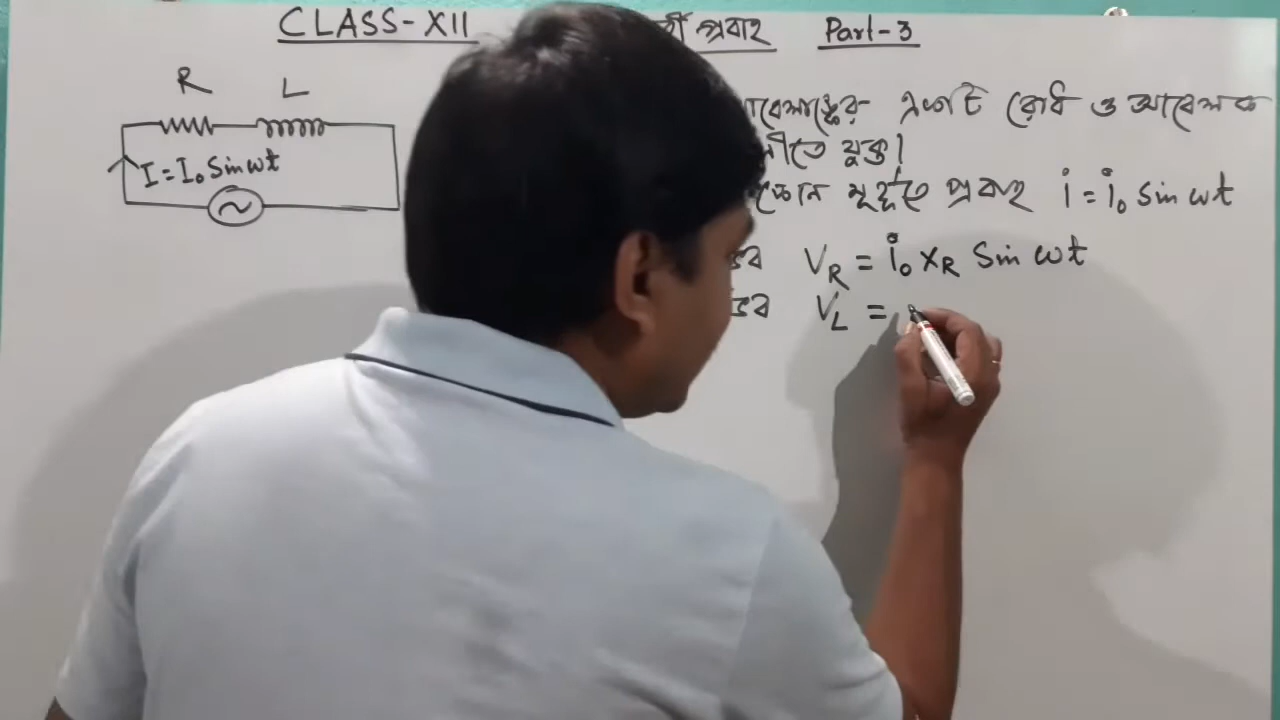 CLASS-XII প্রবাহ Part-3
R L
I = I₀ Sin ωt
একটি রোধ ও আবেশক
যুক্ত।
প্রবাহ i = i₀ sin ωt
V_R = i₀ X_R Sin ωt
V_L =